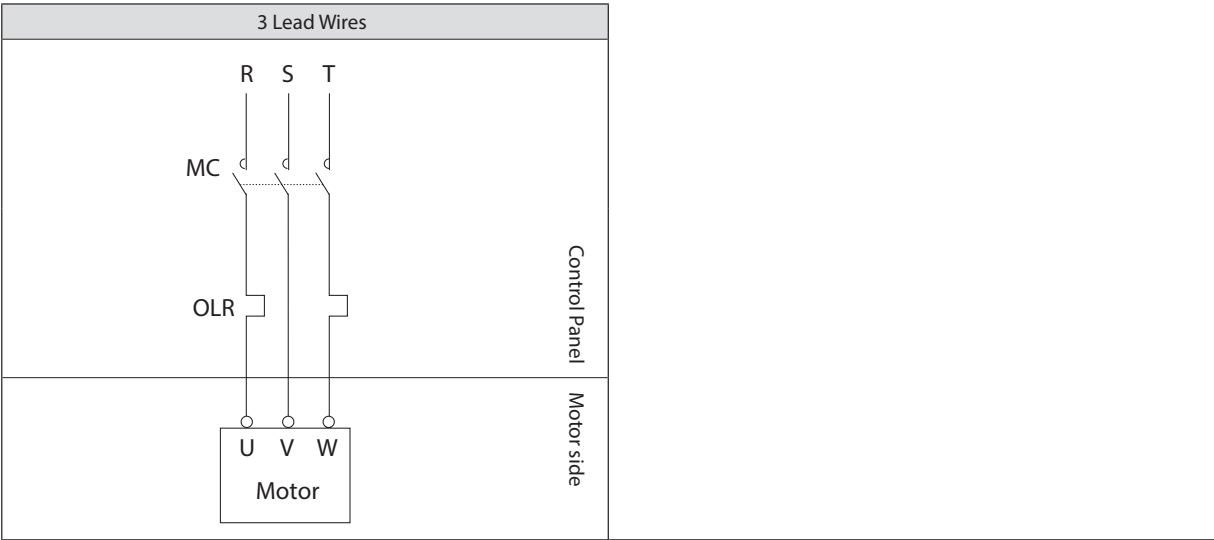 3 Lead Wires
R S T
MC
Control Panel
OLR
Motor side
U V W
Motor